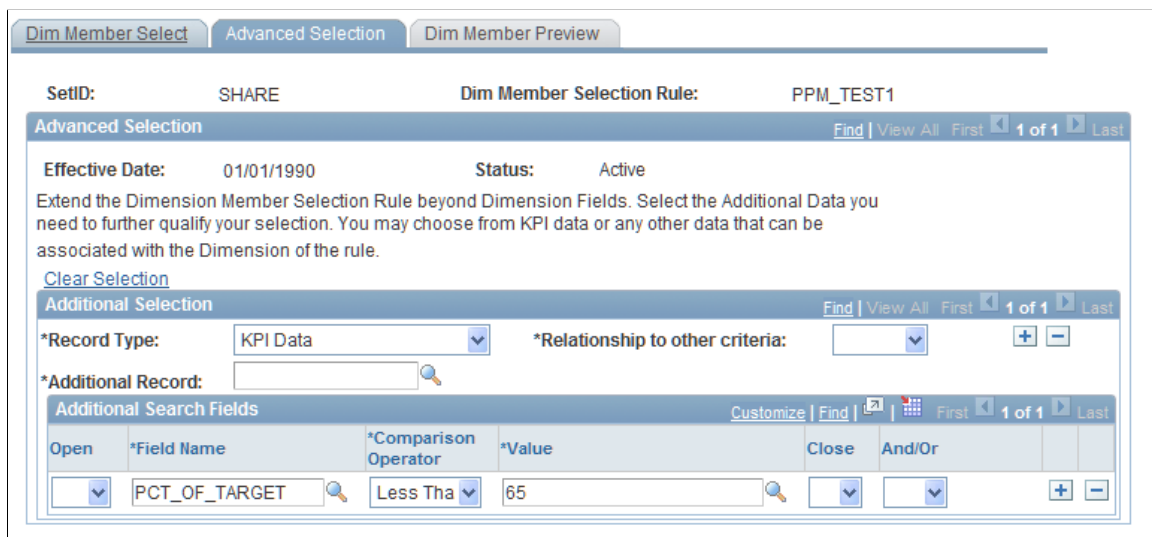 Dim Member Select Advanced Selection Dim Member Preview
SetID: SHARE Dim Member Selection Rule: PPM_TEST1
Advanced Selection Find | View All First 1 of 1 Last
Effective Date: 01/01/1990 Status: Active
Extend the Dimension Member Selection Rule beyond Dimension Fields. Select the Additional Data you
need to further qualify your selection. You may choose from KPI data or any other data that can be
associated with the Dimension of the rule.
Clear Selection
Additional Selection Find | View All First 1 of 1 Last
*Record Type: KPI Data *Relationship to other criteria:
*Additional Record:
Additional Search Fields Customize | Find | | First 1 of 1 Last
Open *Field Name *Comparison Operator *Value Close And/Or
PCT_OF_TARGET Less Tha 65